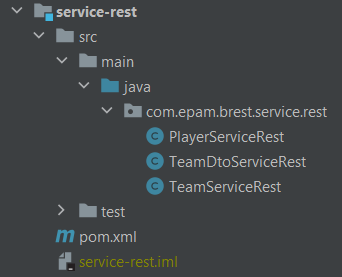 service-rest
src
main
java
com.epam.brest.service.rest
PlayerServiceRest
TeamDtoServiceRest
TeamServiceRest
test
pom.xml
service-rest.iml